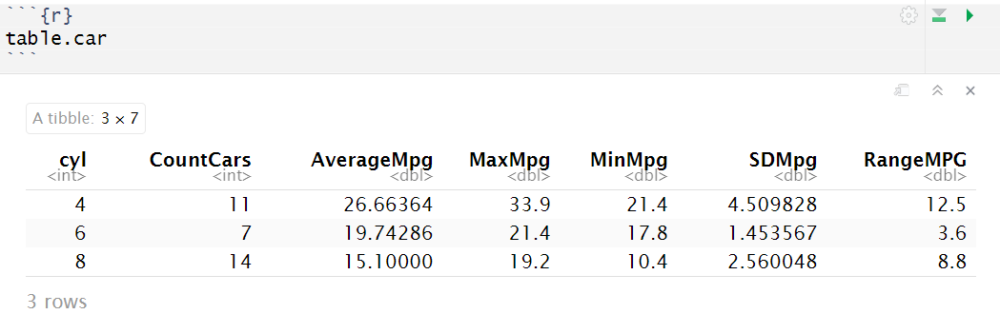 ```{r}
table.car
```
A tibble: 3 × 7
cyl CountCars AverageMpg MaxMpg MinMpg SDMpg RangeMPG
<int> <int> <dbl> <dbl> <dbl> <dbl> <dbl>
4 11 26.66364 33.9 21.4 4.509828 12.5
6 7 19.74286 21.4 17.8 1.453567 3.6
8 14 15.10000 19.2 10.4 2.560048 8.8
3 rows